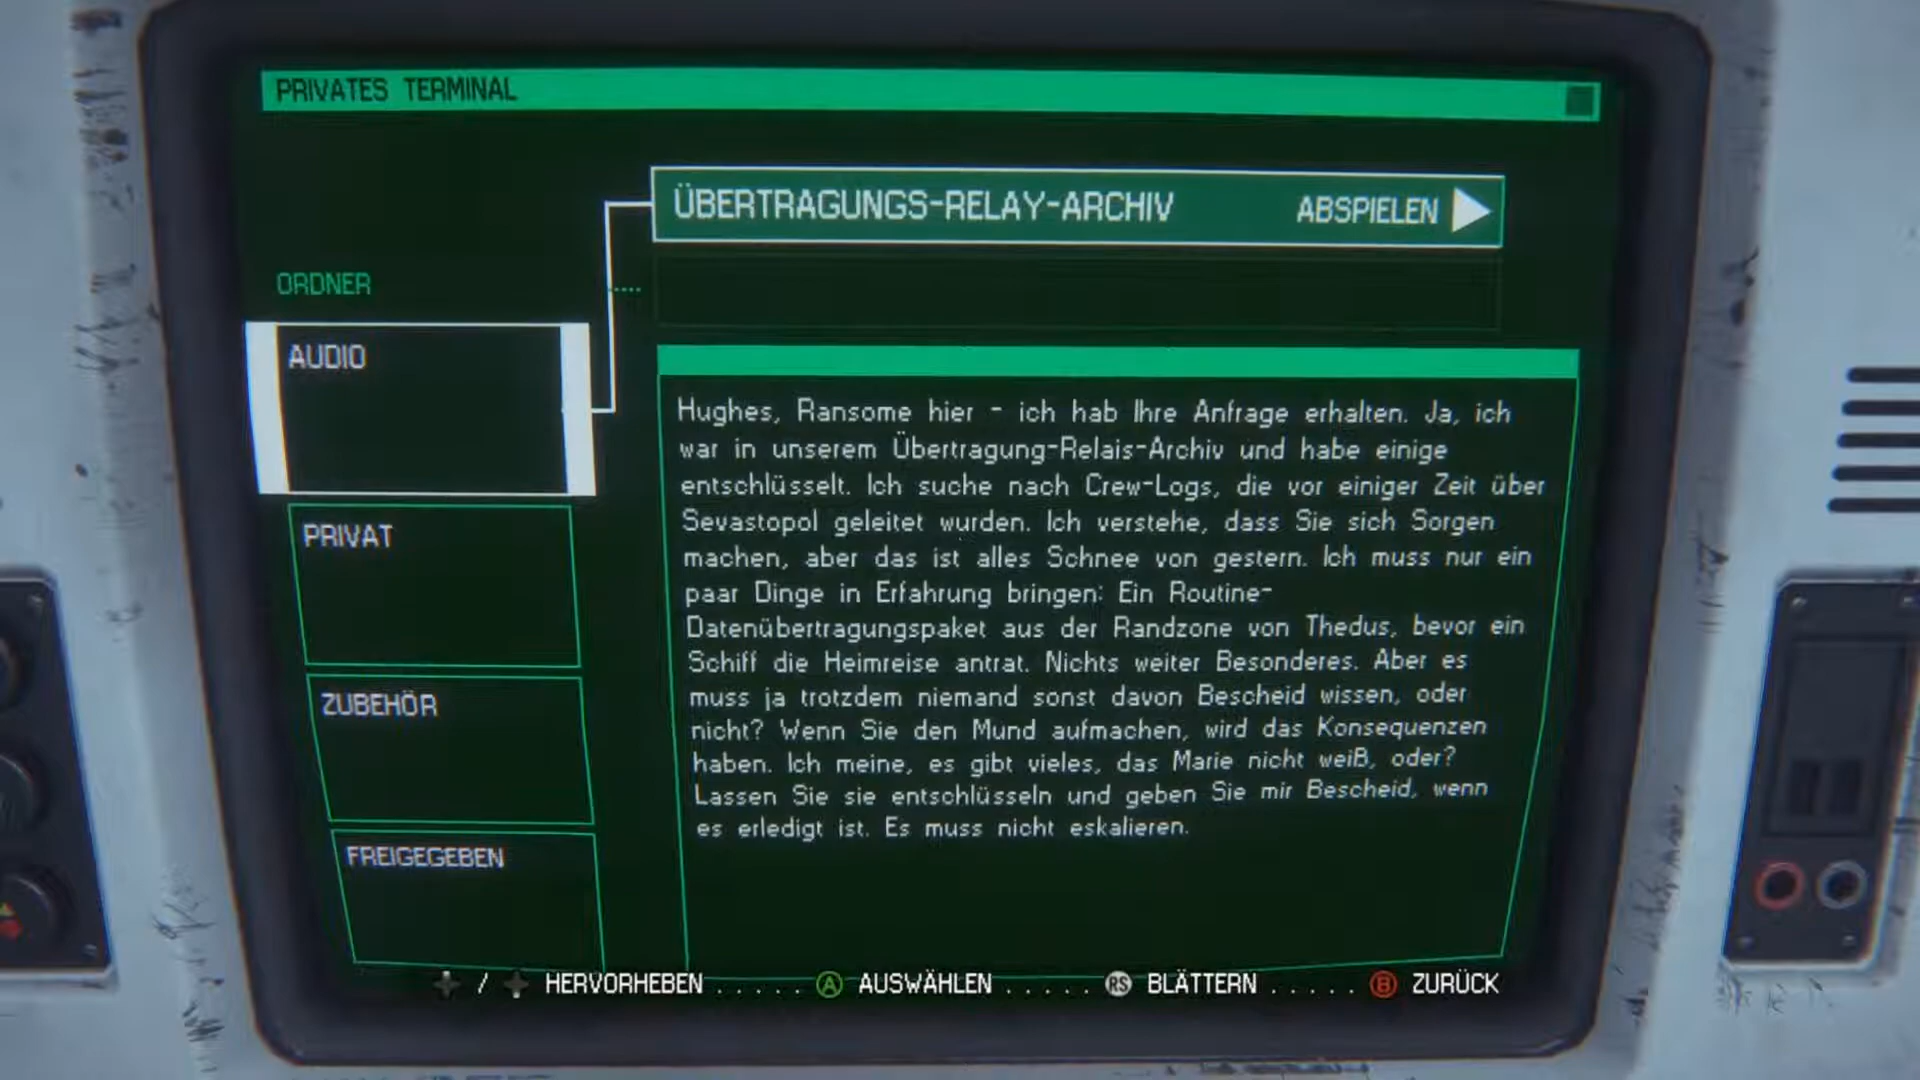 PRIVATES TERMINAL
ÜBERTRAGUNGS-RELAY-ARCHIV ABSPIELEN
ORDNER
AUDIO
PRIVAT
ZUBEHÖR
FREIGEGEBEN
Hughes, Ransome hier - ich hab Ihre Anfrage erhalten. Ja, ich
war in unserem Übertragung-Relais-Archiv und habe einige
entschlüsselt. Ich suche nach Crew-Logs, die vor einiger Zeit über
Sevastopol geleitet wurden. Ich verstehe, dass Sie sich Sorgen
machen, aber das ist alles Schnee von gestern. Ich muss nur ein
paar Dinge in Erfahrung bringen: Ein Routine-
Datenübertragungspaket aus der Randzone von Thedus, bevor ein
Schiff die Heimreise antrat. Nichts weiter Besonderes. Aber es
muss ja trotzdem niemand sonst davon Bescheid wissen, oder
nicht? Wenn Sie den Mund aufmachen, wird das Konsequenzen
haben. Ich meine, es gibt vieles, das Marie nicht weiß, oder?
Lassen Sie sie entschlüsseln und geben Sie mir Bescheid, wenn
es erledigt ist. Es muss nicht eskalieren.
/ HERVORHEBEN ..... A AUSWÄHLEN ..... RS BLÄTTERN ..... B ZURÜCK